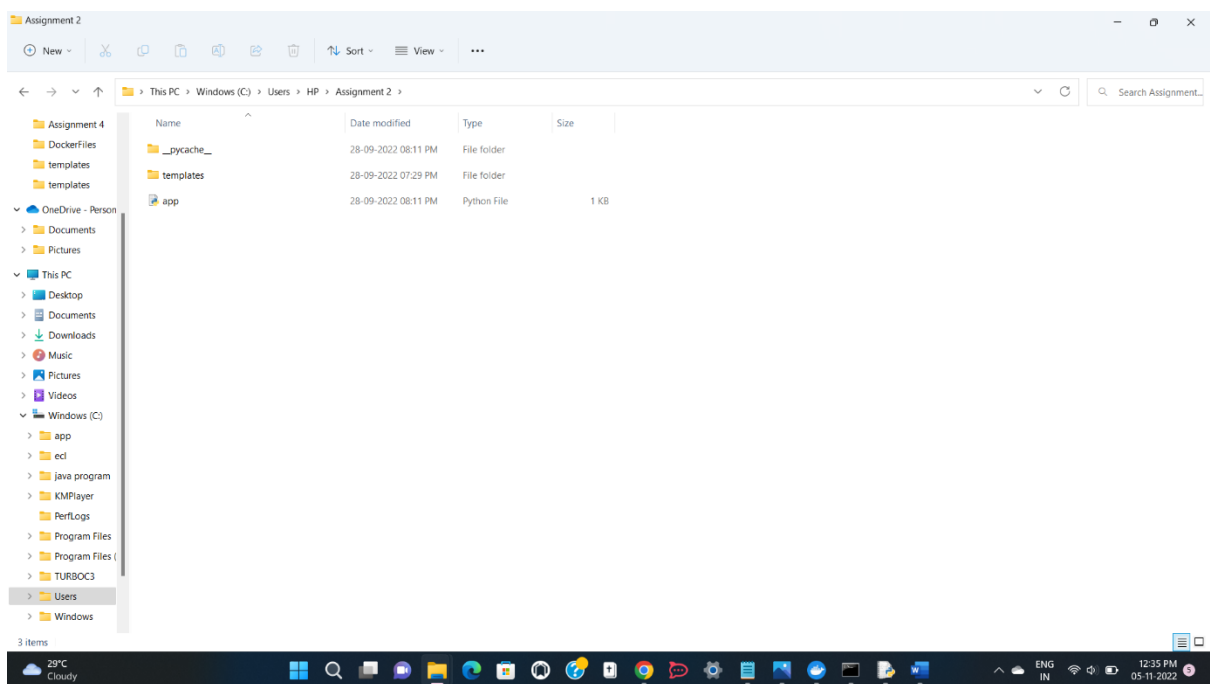 Assignment 2
New
Sort
View
This PC > Windows (C:) > Users > HP > Assignment 2 >
Search Assignment...
Assignment 4
DockerFiles
templates
templates
OneDrive - Person
Documents
Pictures
This PC
Desktop
Documents
Downloads
Music
Pictures
Videos
Windows (C:)
app
ecl
java program
KMPlayer
PerfLogs
Program Files
Program Files (
TURBOC3
Users
Windows
Name Date modified Type Size
__pycache__ 28-09-2022 08:11 PM File folder
templates 28-09-2022 07:29 PM File folder
app 28-09-2022 08:11 PM Python File 1 KB
3 items
29°C
Cloudy
ENG
IN
12:35 PM
05-11-2022
5